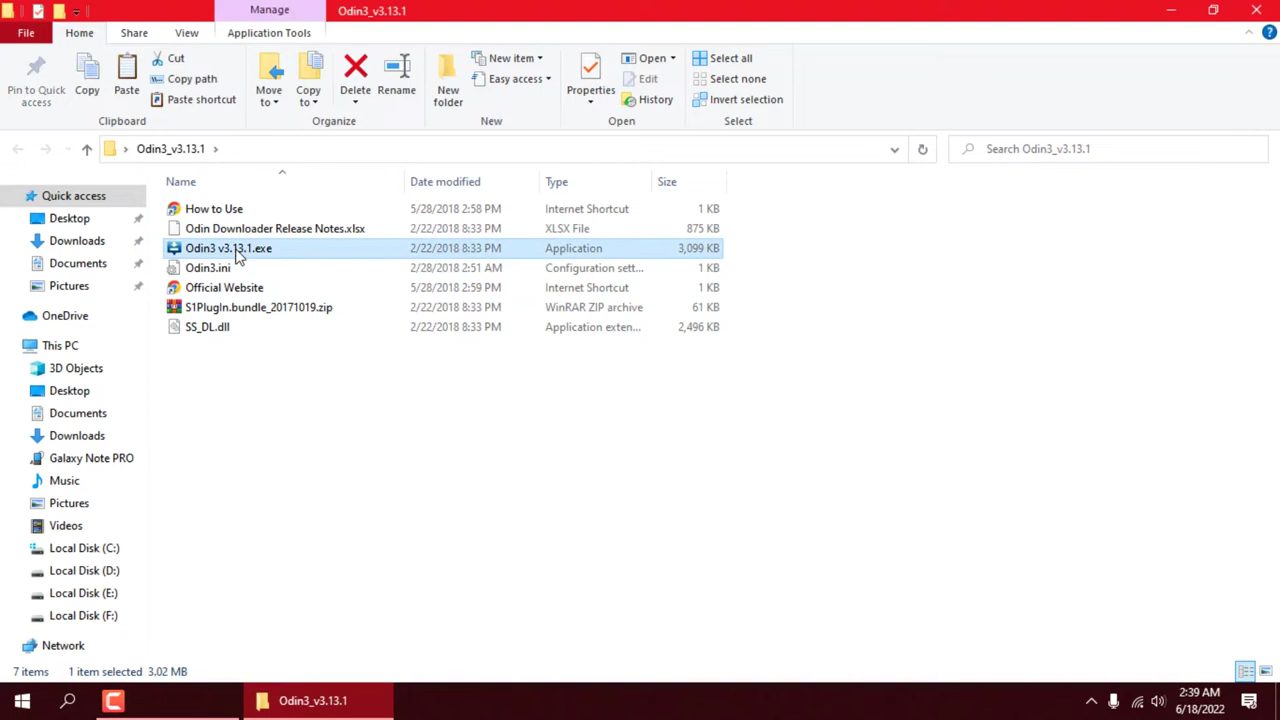 Manage Odin3_v3.13.1
File Home Share View Application Tools
Pin to Quick access
Copy
Paste
Cut
Copy path
Paste shortcut
Clipboard
Move to
Copy to
Delete
Rename
Organize
New folder
New item
Easy access
New
Properties
Open
Edit
History
Open
Select all
Select none
Invert selection
Select
Odin3_v3.13.1
Search Odin3_v3.13.1
Name Date modified Type Size
How to Use 5/28/2018 2:58 PM Internet Shortcut 1 KB
Odin Downloader Release Notes.xlsx 2/22/2018 8:33 PM XLSX File 875 KB
Odin3 v3.13.1.exe 2/22/2018 8:33 PM Application 3,099 KB
Odin3.ini 2/28/2018 2:51 AM Configuration sett... 1 KB
Official Website 5/28/2018 2:59 PM Internet Shortcut 1 KB
S1PlugIn.bundle_20171019.zip 2/22/2018 8:33 PM WinRAR ZIP archive 61 KB
SS_DL.dll 2/22/2018 8:33 PM Application exten... 2,496 KB
Quick access
Desktop
Downloads
Documents
Pictures
OneDrive
This PC
3D Objects
Desktop
Documents
Downloads
Galaxy Note PRO
Music
Pictures
Videos
Local Disk (C:)
Local Disk (D:)
Local Disk (E:)
Local Disk (F:)
Network
7 items 1 item selected 3.02 MB
Odin3_v3.13.1
2:39 AM
6/18/2022